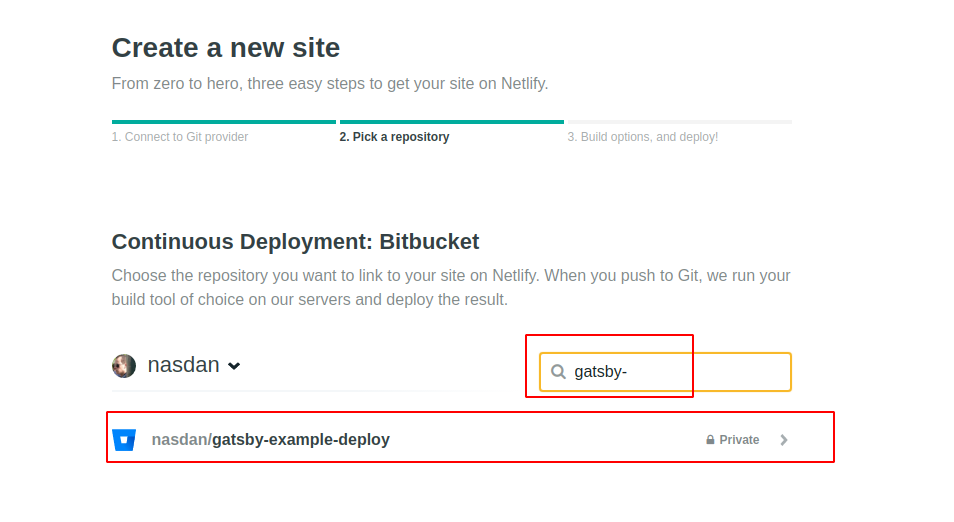 Create a new site
From zero to hero, three easy steps to get your site on Netlify.
1. Connect to Git provider
2. Pick a repository
3. Build options, and deploy!
Continuous Deployment: Bitbucket
Choose the repository you want to link to your site on Netlify. When you push to Git, we run your
build tool of choice on our servers and deploy the result.
nasdan
gatsby-
nasdan/gatsby-example-deploy
Private